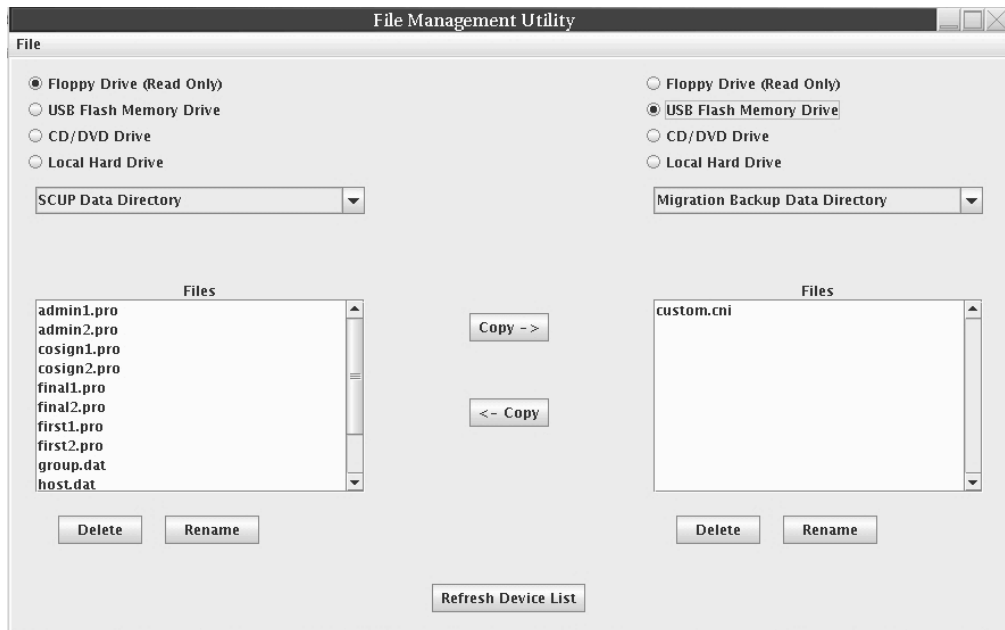 File Management Utility
File
Floppy Drive (Read Only)
USB Flash Memory Drive
CD/DVD Drive
Local Hard Drive
SCUP Data Directory
Files
admin1.pro
admin2.pro
cosign1.pro
cosign2.pro
final1.pro
final2.pro
first1.pro
first2.pro
group.dat
host.dat
Delete
Rename
Copy ->
<- Copy
Floppy Drive (Read Only)
USB Flash Memory Drive
CD/DVD Drive
Local Hard Drive
Migration Backup Data Directory
Files
custom.cni
Delete
Rename
Refresh Device List